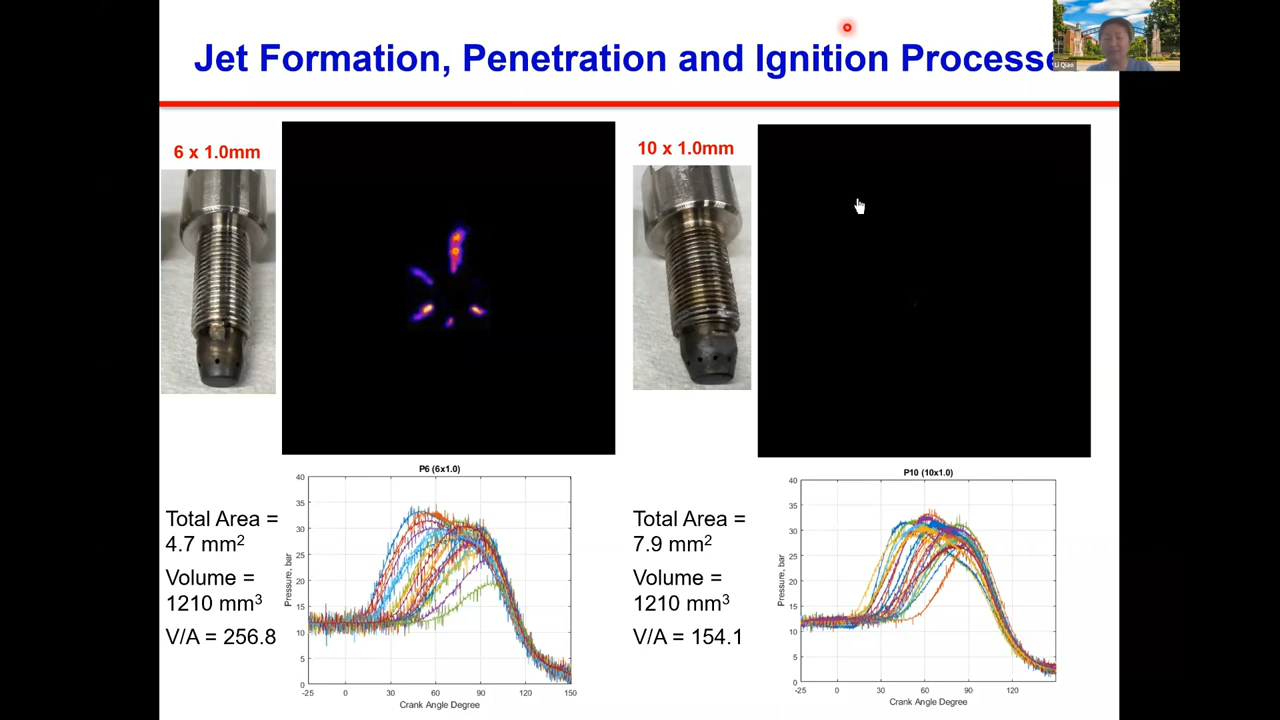 Jet Formation, Penetration and Ignition Processe
Li Qiao
6 x 1.0mm
10 x 1.0mm
P6 (6x1.0)
40
35
30
25
20
15
10
5
0
Pressure, bar
-25 0 30 60 90 120 150
Crank Angle Degree
Total Area =
4.7 mm²
Volume =
1210 mm³
V/A = 256.8
P10 (10x1.0)
40
35
30
25
20
15
10
5
0
Pressure, bar
-25 0 30 60 90 120
Crank Angle Degree
Total Area =
7.9 mm²
Volume =
1210 mm³
V/A = 154.1